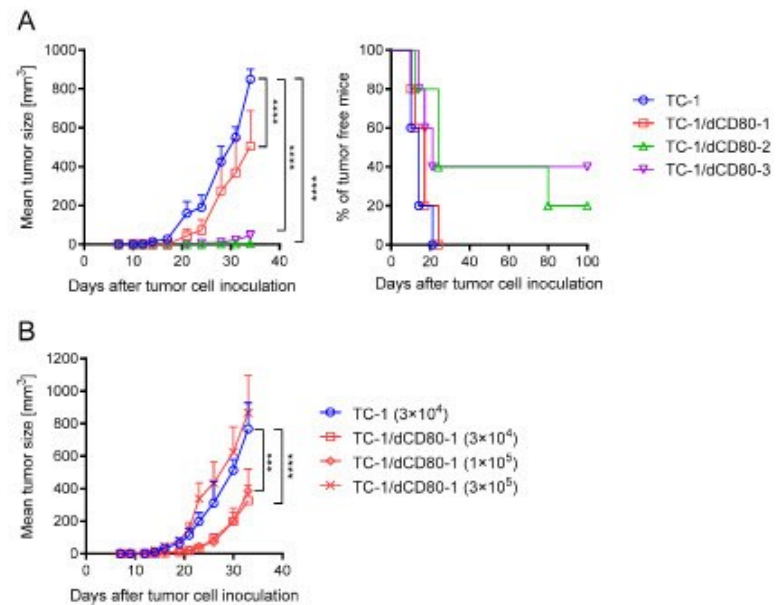 A
Mean tumor size [mm³]
1000
800
600
400
200
0
0 10 20 30 40
Days after tumor cell inoculation
****
****
****
% of tumor free mice
100
80
60
40
20
0
0 20 40 60 80 100
Days after tumor cell inoculation
TC-1
TC-1/dCD80-1
TC-1/dCD80-2
TC-1/dCD80-3
B
Mean tumor size [mm³]
1200
1000
800
600
400
200
0
0 10 20 30 40
Days after tumor cell inoculation
***
****
TC-1 (3×10⁴)
TC-1/dCD80-1 (3×10⁴)
TC-1/dCD80-1 (1×10⁵)
TC-1/dCD80-1 (3×10⁵)